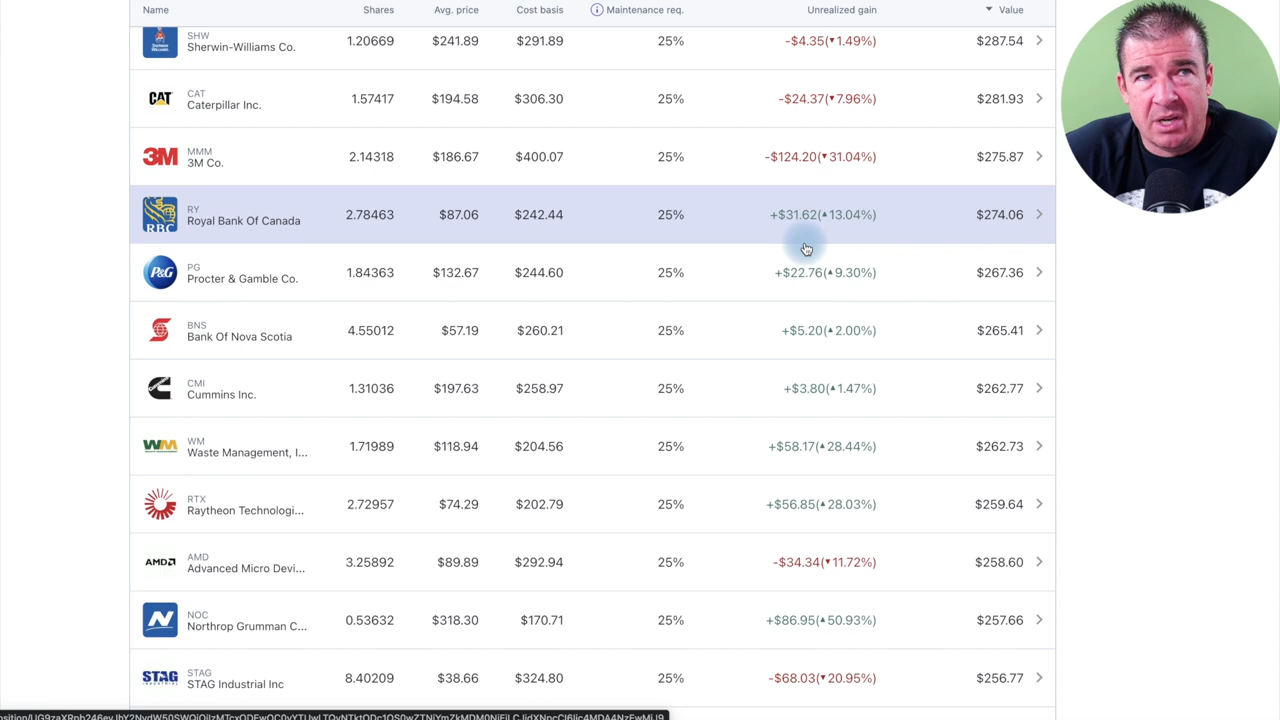 Name Shares Avg. price Cost basis Maintenance req. Unrealized gain Value
SHERWIN WILLIAMS SHW
Sherwin-Williams Co. 1.20669 $241.89 $291.89 25% -$4.35(▼1.49%) $287.54
CAT CAT
Caterpillar Inc. 1.57417 $194.58 $306.30 25% -$24.37(▼7.96%) $281.93
3M MMM
3M Co. 2.14318 $186.67 $400.07 25% -$124.20(▼31.04%) $275.87
RBC RY
Royal Bank Of Canada 2.78463 $87.06 $242.44 25% +$31.62(▲13.04%) $274.06
P&G PG
Procter & Gamble Co. 1.84363 $132.67 $244.60 25% +$22.76(▲9.30%) $267.36
BNS
Bank Of Nova Scotia 4.55012 $57.19 $260.21 25% +$5.20(▲2.00%) $265.41
CMI
Cummins Inc. 1.31036 $197.63 $258.97 25% +$3.80(▲1.47%) $262.77
WM WM
Waste Management, I... 1.71989 $118.94 $204.56 25% +$58.17(▲28.44%) $262.73
RTX
Raytheon Technologi... 2.72957 $74.29 $202.79 25% +$56.85(▲28.03%) $259.64
AMD AMD
Advanced Micro Devi... 3.25892 $89.89 $292.94 25% -$34.34(▼11.72%) $258.60
N NOC
Northrop Grumman C... 0.53632 $318.30 $170.71 25% +$86.95(▲50.93%) $257.66
STAG INDUSTRIAL STAG
STAG Industrial Inc 8.40209 $38.66 $324.80 25% -$68.03(▼20.95%) $256.77